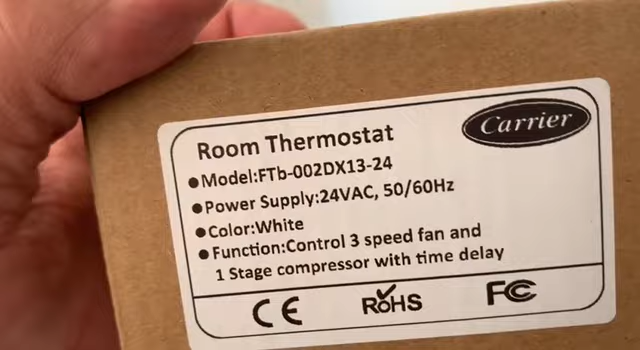 Room Thermostat
Carrier
●Model:FTb-002DX13-24
●Power Supply:24VAC, 50/60Hz
●Color:White
●Function:Control 3 speed fan and
1 Stage compressor with time delay
CE
RoHS
FC